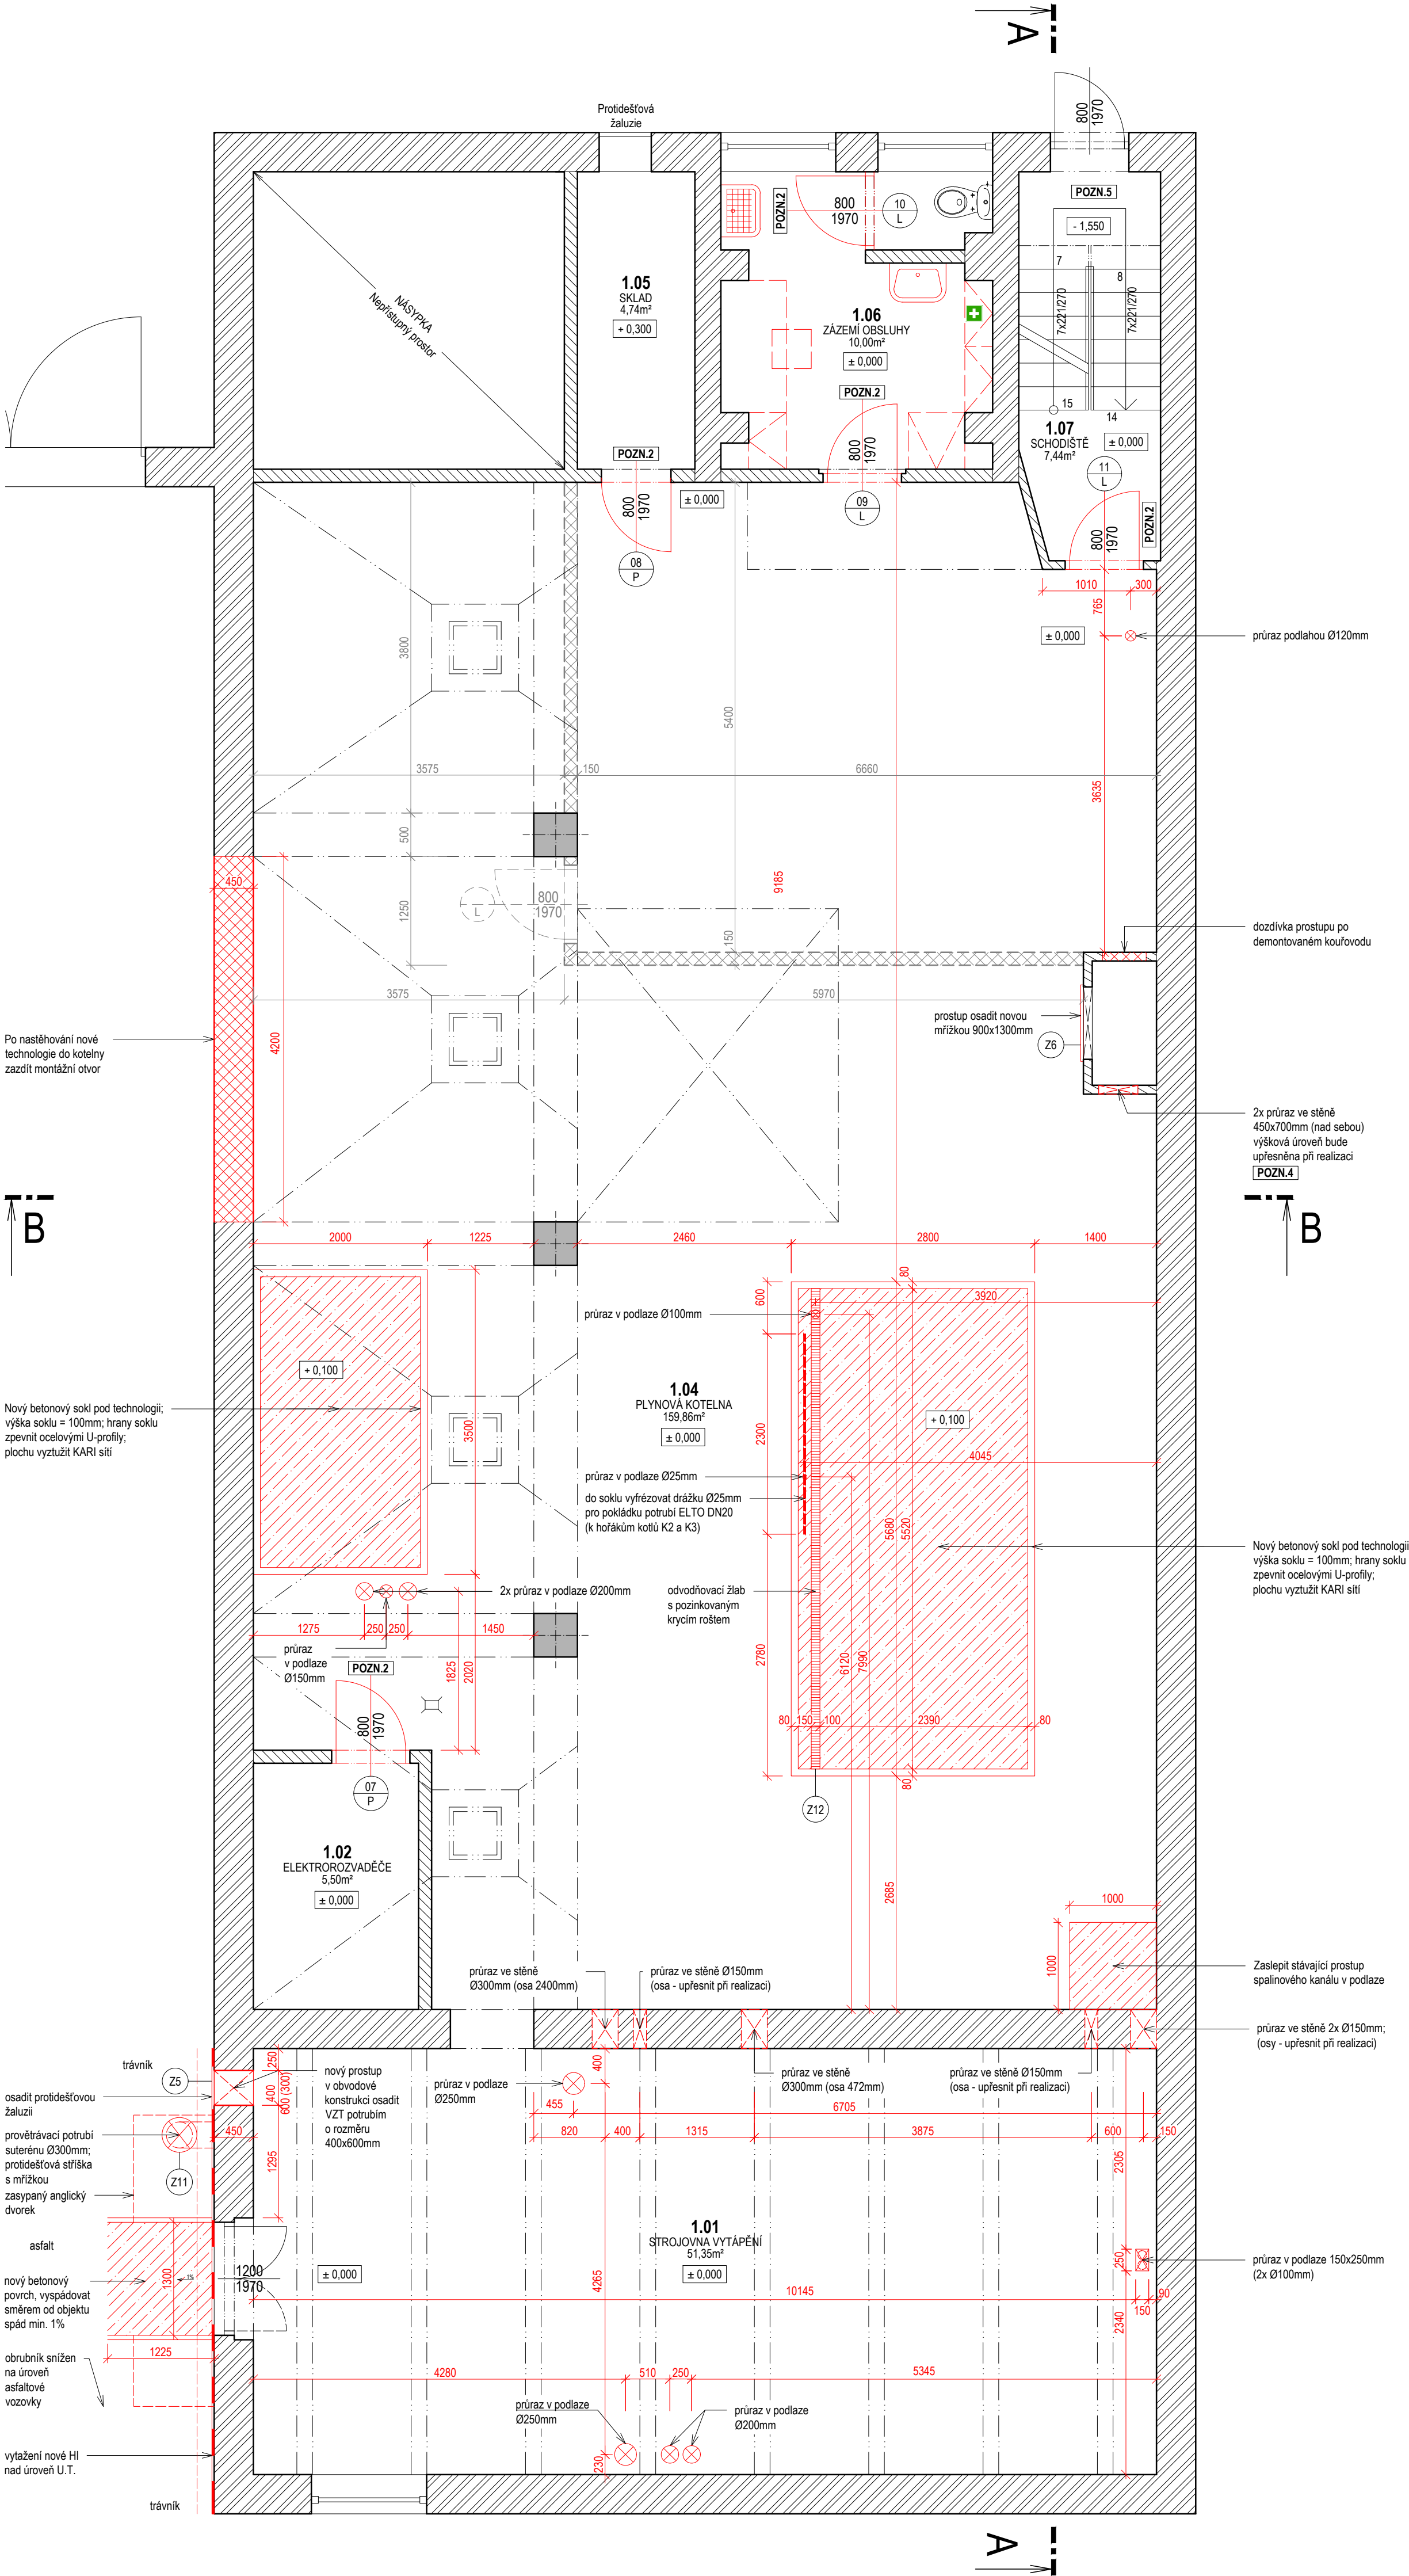 A
800
1970
Protidešťová
žaluzie
POZN.5
- 1,550
7
8
7x221/270
7x221/270
15
14
POZN.2
800
1970
10
L
1.05
SKLAD
4,74m²
+ 0,300
NÁSYPKA
Nepřístupný prostor
1.06
ZÁZEMÍ OBSLUHY
10,00m²
± 0,000
POZN.2
1.07
SCHODIŠTĚ
7,44m²
± 0,000
11
L
POZN.2
800
1970
± 0,000
800
1970
09
L
800
1970
POZN.2
08
P
1010
300
765
± 0,000
průraz podlahou Ø120mm
3800
5400
3575
150
6660
3635
500
450
9185
800
1970
L
1250
150
dozdívka prostupu po
demontovaném kouřovodu
3575
5970
prostup osadit novou
mřížkou 900x1300mm
Z6
Po nastěhování nové
technologie do kotelny
zazdít montážní otvor
4200
2x průraz ve stěně
450x700mm (nad sebou)
výšková úroveň bude
upřesněna při realizaci
POZN.4
B
B
2000
1225
2460
2800
1400
80
600
3920
průraz v podlaze Ø100mm
+ 0,100
1.04
PLYNOVÁ KOTELNA
159,86m²
± 0,000
+ 0,100
Nový betonový sokl pod technologii;
výška soklu = 100mm; hrany soklu
zpevnit ocelovými U-profily;
plochu vyztužit KARI sítí
3500
2300
4045
průraz v podlaze Ø25mm
do soklu vyfrézovat drážku Ø25mm
pro pokládku potrubí ELTO DN20
(k hořákům kotlů K2 a K3)
5680
5520
Nový betonový sokl pod technologii
výška soklu = 100mm; hrany soklu
zpevnit ocelovými U-profily;
plochu vyztužit KARI sítí
2x průraz v podlaze Ø200mm
odvodňovací žlab
s pozinkovaným
krycím roštem
1275
250
250
1450
průraz
v podlaze
Ø150mm
POZN.2
1825
2020
2780
6120
7990
800
1970
80
150
100
2390
80
80
07
P
Z12
1.02
ELEKTROROZVADĚČE
5,50m²
± 0,000
2685
1000
1000
průraz ve stěně
Ø300mm (osa 2400mm)
průraz ve stěně Ø150mm
(osa - upřesnit při realizaci)
Zaslepit stávající prostup
spalinového kanálu v podlaze
průraz ve stěně 2x Ø150mm;
(osy - upřesnit při realizaci)
trávník
Z5
250
400
600 (300)
nový prostup
v obvodové
konstrukci osadit
VZT potrubím
o rozměru
400x600mm
průraz v podlaze
Ø250mm
400
průraz ve stěně
Ø300mm (osa 472mm)
průraz ve stěně Ø150mm
(osa - upřesnit při realizaci)
osadit protidešťovou
žaluzii
455
6705
provětrávací potrubí
suterénu Ø300mm;
protidešťová stříška
s mřížkou
450
820
400
1315
3875
600
150
Z11
1295
2305
zasypaný anglický
dvorek
asfalt
1.01
STROJOVNA VYTÁPĚNÍ
51,35m²
± 0,000
± 0,000
1300
1%
1200
1970
nový betonový
povrch, vyspádovat
směrem od objektu
spád min. 1%
4265
10145
250
90
150
2340
průraz v podlaze 150x250mm
(2x Ø100mm)
1225
obrubník snížen
na úroveň
asfaltové
vozovky
4280
510
250
5345
průraz v podlaze
Ø250mm
průraz v podlaze
Ø200mm
230
vytažení nové HI
nad úroveň U.T.
trávník
A